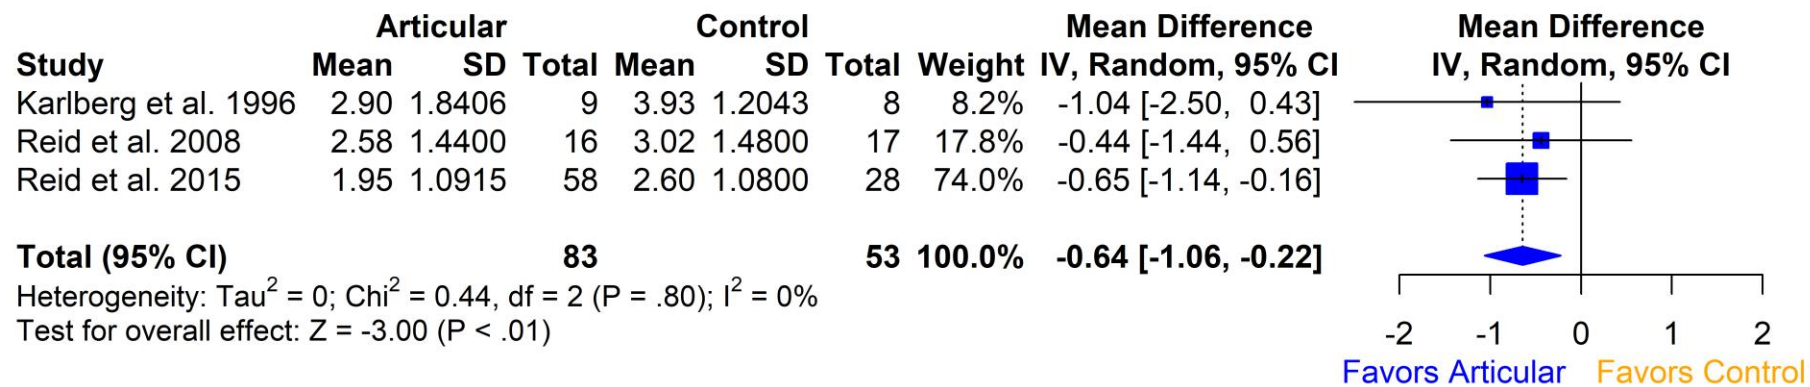 Articular Control Mean Difference Mean Difference
Study Mean SD Total Mean SD Total Weight IV, Random, 95% CI IV, Random, 95% CI
Karlberg et al. 1996 2.90 1.8406 9 3.93 1.2043 8 8.2% -1.04 [-2.50, 0.43]
Reid et al. 2008 2.58 1.4400 16 3.02 1.4800 17 17.8% -0.44 [-1.44, 0.56]
Reid et al. 2015 1.95 1.0915 58 2.60 1.0800 28 74.0% -0.65 [-1.14, -0.16]
Total (95% CI) 83 53 100.0% -0.64 [-1.06, -0.22]
Heterogeneity: Tau² = 0; Chi² = 0.44, df = 2 (P = .80); I² = 0%
Test for overall effect: Z = -3.00 (P < .01)
-2 -1 0 1 2
Favors Articular Favors Control